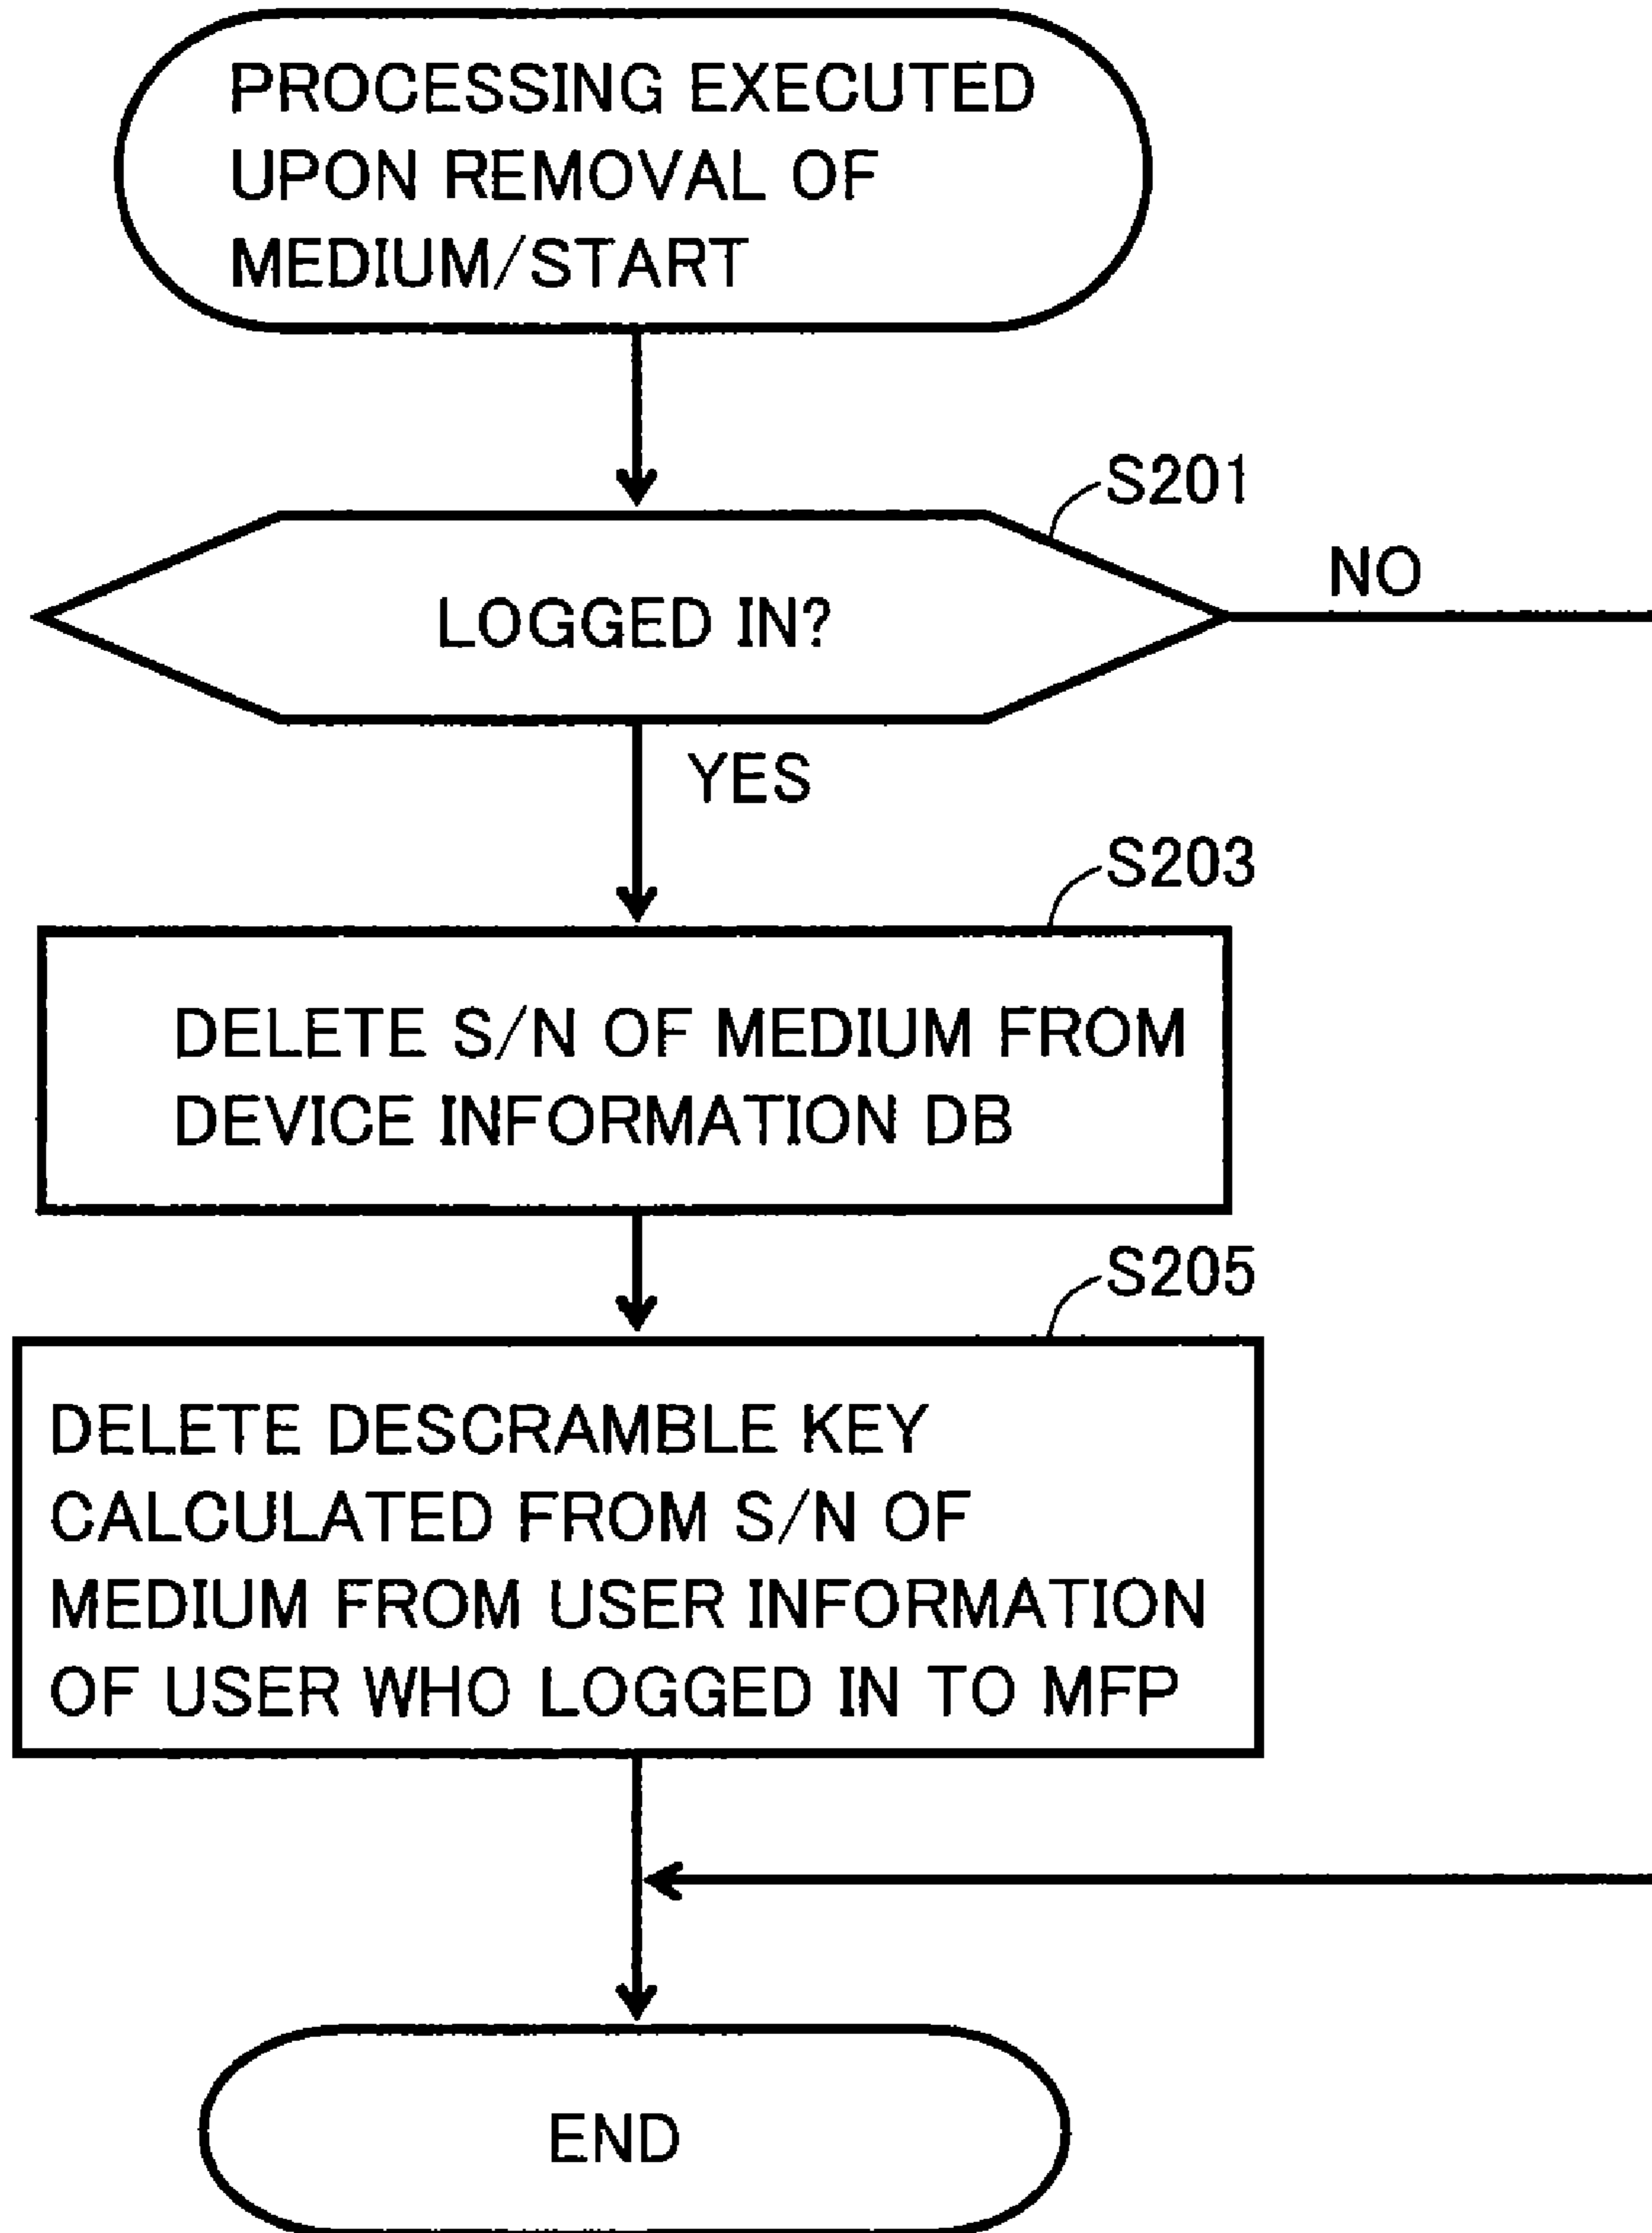 PROCESSING EXECUTED
UPON REMOVAL OF
MEDIUM/START
S201
LOGGED IN?
NO
YES
S203
DELETE S/N OF MEDIUM FROM
DEVICE INFORMATION DB
S205
DELETE DESCRAMBLE KEY
CALCULATED FROM S/N OF
MEDIUM FROM USER INFORMATION
OF USER WHO LOGGED IN TO MFP
END